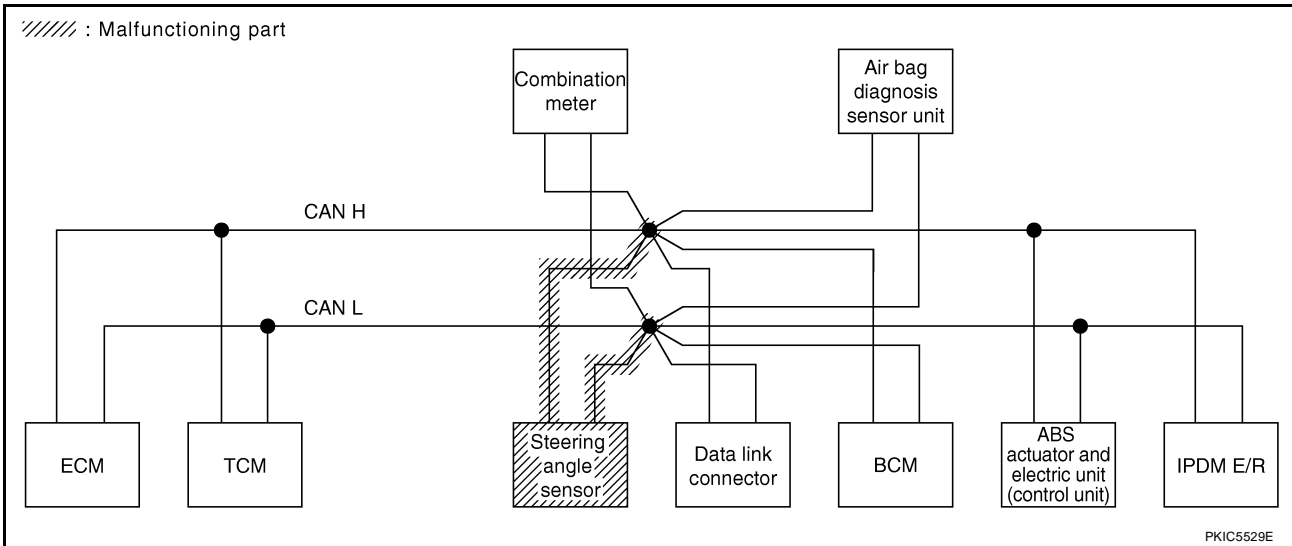 : Malfunctioning part
Combination
meter
Air bag
diagnosis
sensor unit
CAN H
CAN L
ECM
TCM
Steering
angle
sensor
Data link
connector
BCM
ABS
actuator and
electric unit
(control unit)
IPDM E/R
PKIC5529E